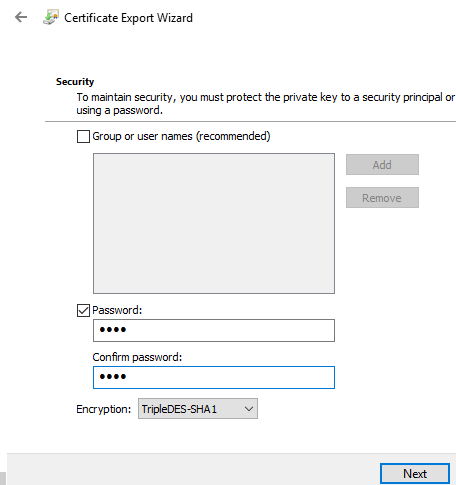 Certificate Export Wizard
Security
To maintain security, you must protect the private key to a security principal or
using a password.
Group or user names (recommended)
Add
Remove
Password:
••••
Confirm password:
••••
Encryption: TripleDES-SHA1
Next